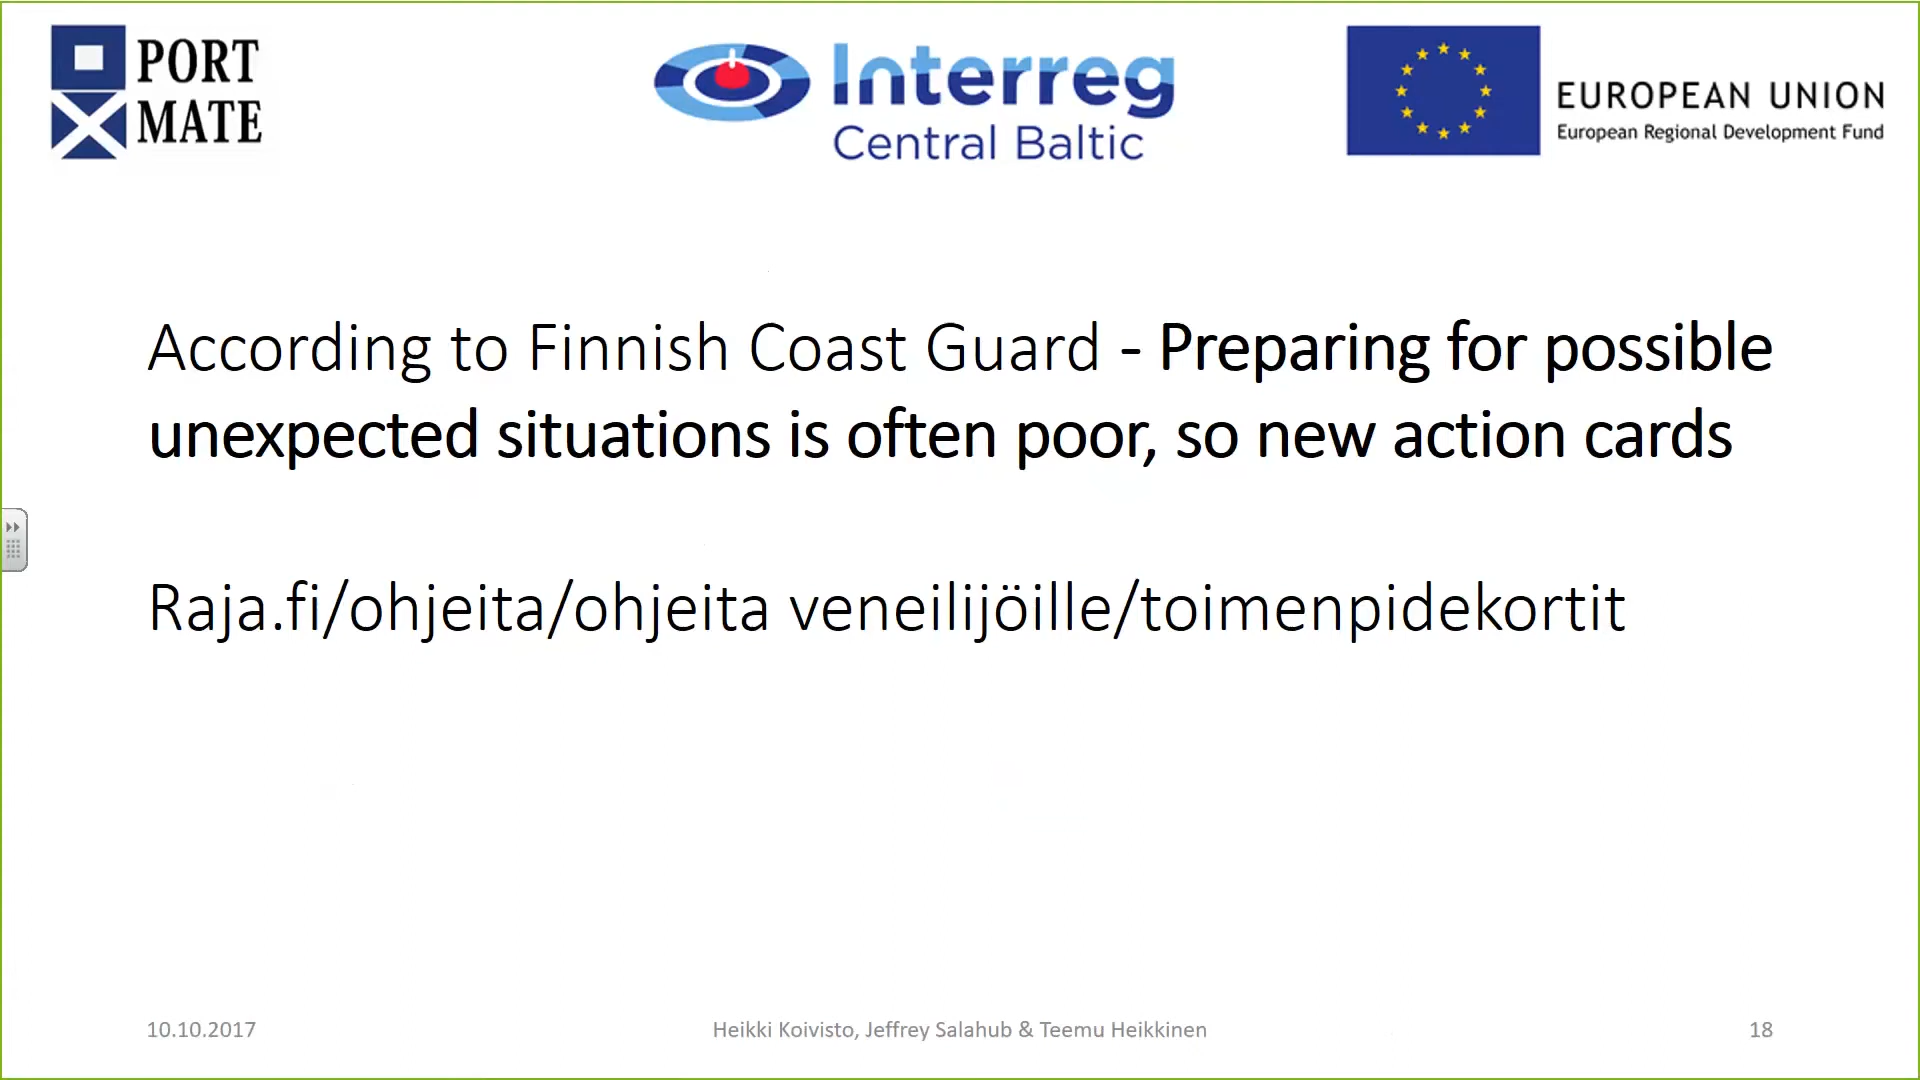 PORT
MATE
Interreg
Central Baltic
EUROPEAN UNION
European Regional Development Fund
According to Finnish Coast Guard - Preparing for possible
unexpected situations is often poor, so new action cards
Raja.fi/ohjeita/ohjeita veneilijöille/toimenpidekortit
10.10.2017
Heikki Koivisto, Jeffrey Salahub & Teemu Heikkinen
18